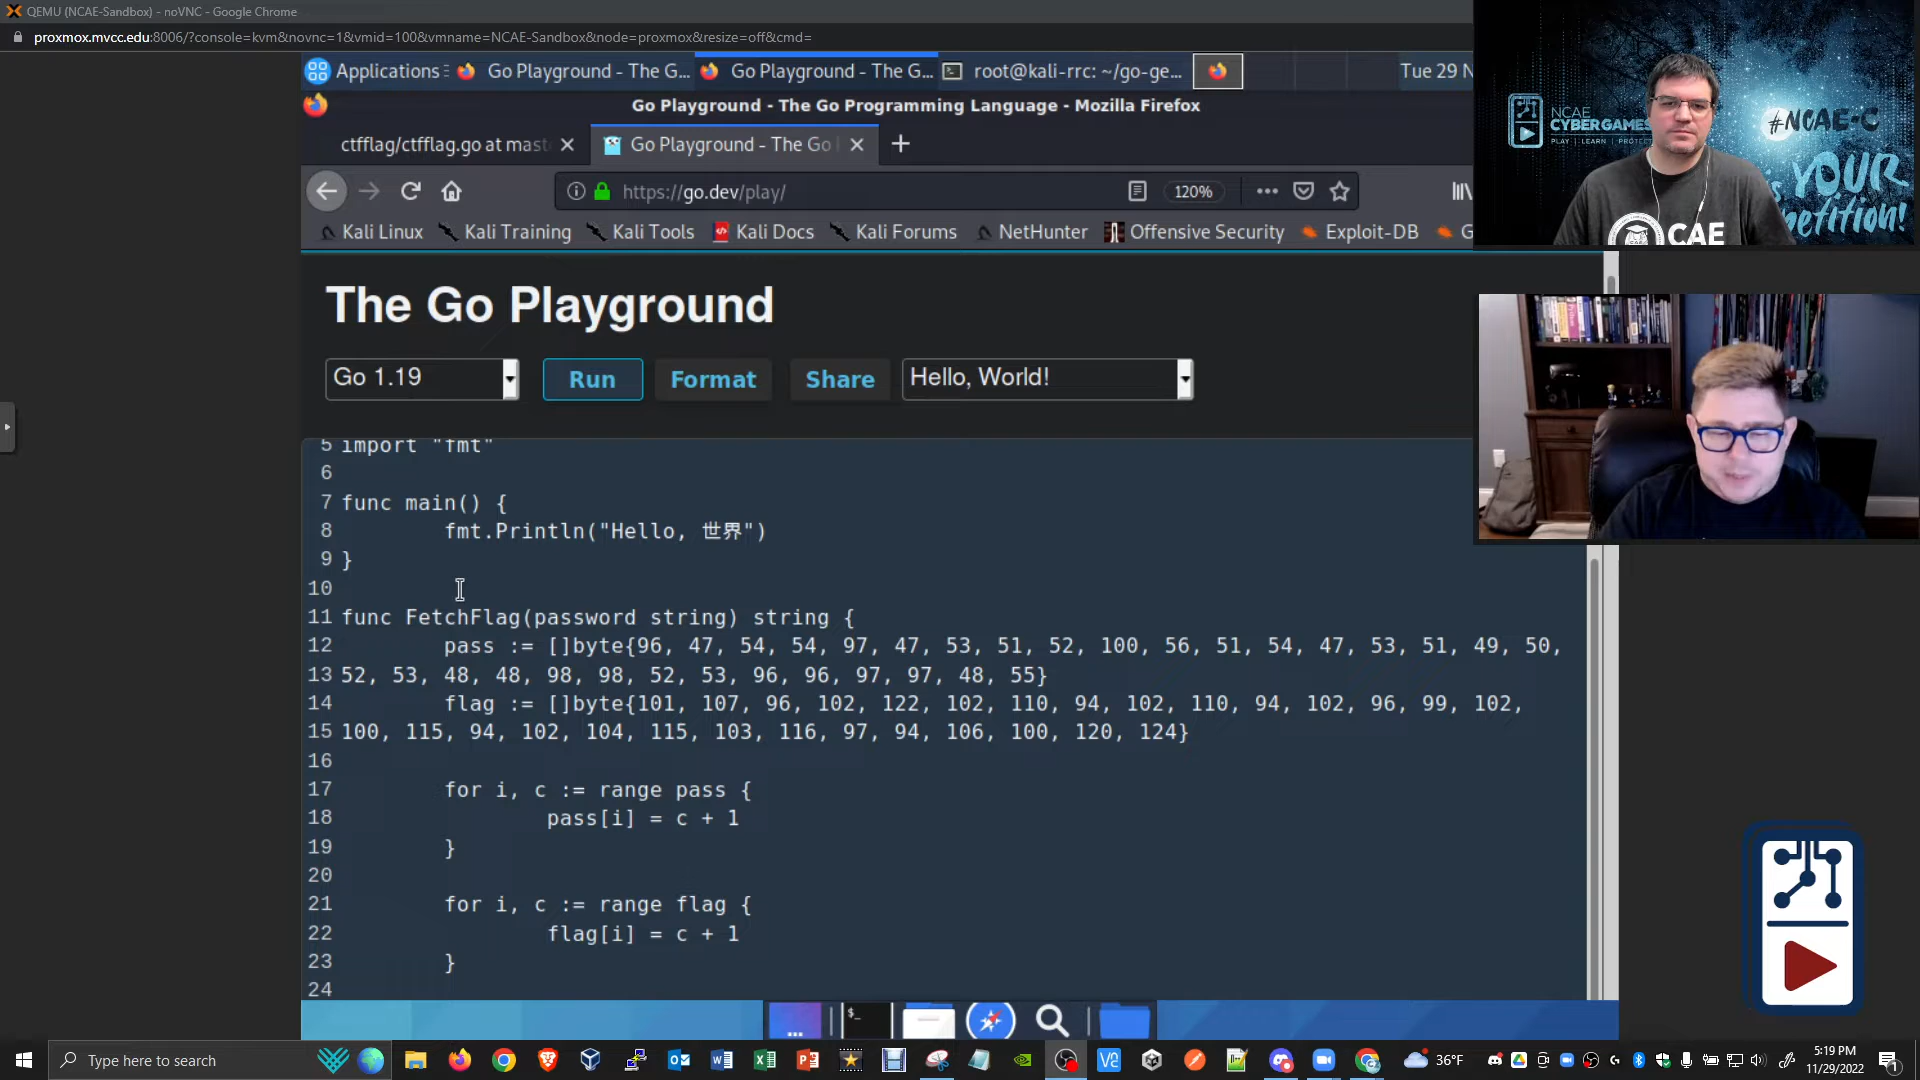 QEMU (NCAE-Sandbox) - noVNC - Google Chrome
proxmox.mvcc.edu:8006/?console=kvm&novnc=1&vmid=100&vmname=NCAE-Sandbox&node=proxmox&resize=off&cmd=
Applications
Go Playground - The G...
Go Playground - The G...
root@kali-rrc: ~/go-ge...
Tue 29 N
Go Playground - The Go Programming Language - Mozilla Firefox
ctfflag/ctfflag.go at mast
Go Playground - The Go
https://go.dev/play/
120%
Kali Linux
Kali Training
Kali Tools
Kali Docs
Kali Forums
NetHunter
Offensive Security
Exploit-DB
G
NCAE
CYBERGAMES
PLAY | LEARN | PROTECT
#NCAE-C
YOUR
petition!
CAE
The Go Playground
Go 1.19
Run
Format
Share
Hello, World!
5 import "fmt"
6
7 func main() {
8 fmt.Println("Hello, 世界")
9 }
10
11 func FetchFlag(password string) string {
12 pass := []byte{96, 47, 54, 54, 97, 47, 53, 51, 52, 100, 56, 51, 54, 47, 53, 51, 49, 50,
13 52, 53, 48, 48, 98, 98, 52, 53, 96, 96, 97, 97, 48, 55}
14 flag := []byte{101, 107, 96, 102, 122, 102, 110, 94, 102, 110, 94, 102, 96, 99, 102,
15 100, 115, 94, 102, 104, 115, 103, 116, 97, 94, 106, 100, 120, 124}
16
17 for i, c := range pass {
18 pass[i] = c + 1
19 }
20
21 for i, c := range flag {
22 flag[i] = c + 1
23 }
24
Type here to search
36°F
5:19 PM
11/29/2022